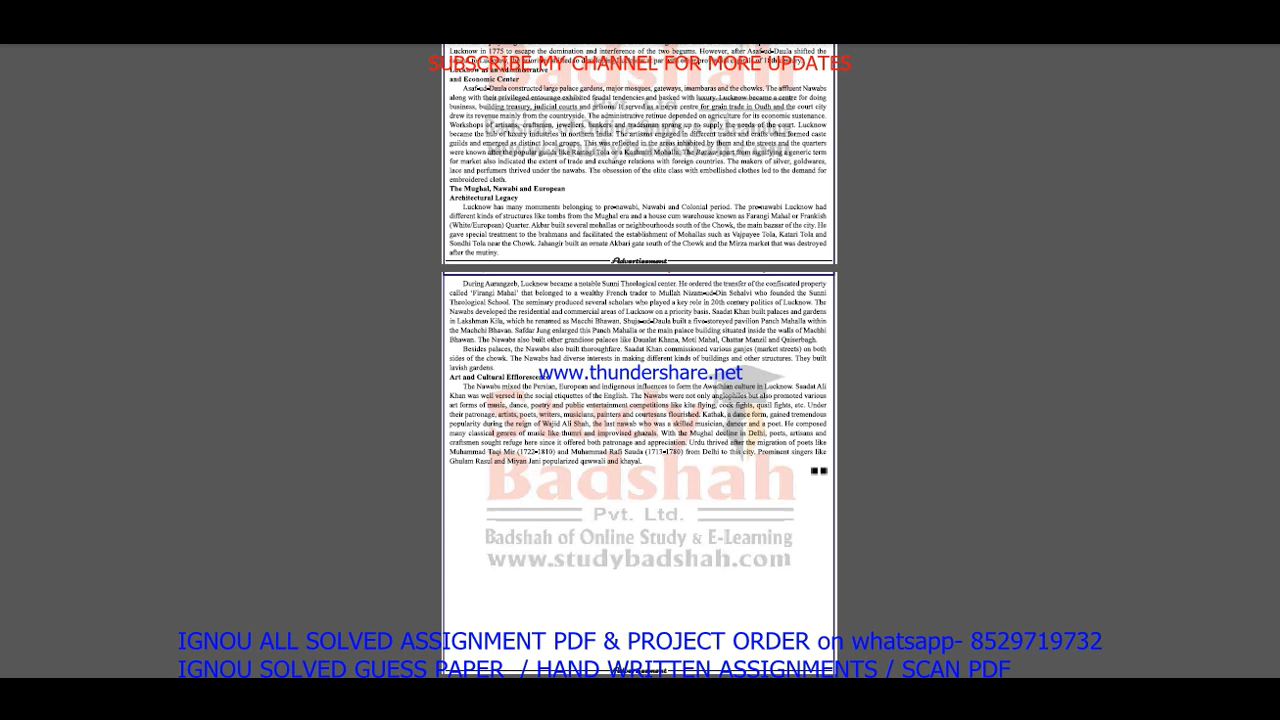 Lucknow in 1775 to escape the domination and interference of the two begums. However, after Asaf-ud-Daula shifted the
SUBSCRIBE MY CHANNEL FOR MORE UPDATES
Lucknow as an Administrative
and Economic Center
Asaf-ud-Daula constructed large palace gardens, major mosques, gateways, imambaras and the chowks. The affluent Nawabs
along with their privileged entourage exhibited feudal tendencies and basked with luxury. Lucknow became a centre for doing
business, building treasury, judicial courts and prisons. It served as nerve centre for grain trade in Oudh and the court city
drew its revenue mainly from the countryside. The administrative retinue depended on agriculture for its economic sustenance.
Workshops of artisans, craftsmen, jewellers, bankers and tradesman sprang up to supply the needs of the court. Lucknow
became the hub of luxury industries in northern India. The artisans engaged in different trades and crafts often formed caste
guilds and emerged as distinct local groups. This was reflected in the areas inhabited by them and the streets and the quarters
were known after the popular guilds like Rastogi Tola or a Kashmiri Mohalla. The Bazar apart from signifying a generic term
for market also indicated the extent of trade and exchange relations with foreign countries. The makers of silver, goldwares,
lace and perfumers thrived under the nawabs. The obsession of the elite class with embellished clothes led to the demand for
embroidered cloth.
The Mughal, Nawabi and European
Architectural Legacy
Lucknow has many monuments belonging to pre-nawabi, Nawabi and Colonial period. The pre-nawabi Lucknow had
different kinds of structures like tombs from the Mughal era and a house cum warehouse known as Farangi Mahal or Frankish
(White/European) Quarter. Akbar built several mohallas or neighbourhoods south of the Chowk, the main bazaar of the city. He
gave special treatment to the brahmans and facilitated the establishment of Mohallas such as Vajpayee Tola, Katari Tola and
Sondhi Tola near the Chowk. Jahangir built an ornate Akbari gate south of the Chowk and the Mirza market that was destroyed
after the mutiny.
Advertisement
During Aurangzeb, Lucknow became a notable Sunni Theological center. He ordered the transfer of the confiscated property
called 'Firangi Mahal' that belonged to a wealthy French trader to Mullah Nizam-ud-Din Sehalvi who founded the Sunni
Theological School. The seminary produced several scholars who played a key role in 20th century politics of Lucknow. The
Nawabs developed the residential and commercial areas of Lucknow on a priority basis. Saadat Khan built palaces and gardens
in Lakshman Kila, which he renamed as Macchi Bhawan. Shuja-ud-Daula built a five-storeyed pavilion Panch Mahalla within
the Machchi Bhavan. Safdar Jung enlarged this Panch Mahalla or the main palace building situated inside the walls of Machhi
Bhawan. The Nawabs also built other grandiose palaces like Daualat Khana, Moti Mahal, Chattar Manzil and Qaiserbagh.
Besides palaces, the Nawabs also built thoroughfare. Saadat Khan commissioned various ganjes (market streets) on both
sides of the chowk. The Nawabs had diverse interests in making different kinds of buildings and other structures. They built
lavish gardens.
www.thundershare.net
Art and Cultural Efflorescence
The Nawabs mixed the Persian, European and indigenous influences to form the Awadhian culture in Lucknow. Saadat Ali
Khan was well versed in the social etiquettes of the English. The Nawabs were not only anglophiles but also promoted various
art forms of music, dance, poetry and public entertainment competitions like kite flying, cock fights, quail fights, etc. Under
their patronage, artists, poets, writers, musicians, painters and courtesans flourished. Kathak, a dance form, gained tremendous
popularity during the reign of Wajid Ali Shah, the last nawab who was a skilled musician, dancer and a poet. He composed
many classical genres of music like thumri and improvised ghazals. With the Mughal decline in Delhi, poets, artisans and
craftsmen sought refuge here since it offered both patronage and appreciation. Urdu thrived after the migration of poets like
Muhammad Taqi Mir (1722-1810) and Muhammad Rafi Sauda (1713-1780) from Delhi to this city. Prominent singers like
Ghulam Rasul and Miyan Jani popularized qawwali and khayal.
Study
Badshah
Pvt. Ltd.
Badshah of Online Study & E-Learning
www.studybadshah.com
IGNOU ALL SOLVED ASSIGNMENT PDF & PROJECT ORDER on whatsapp- 8529719732
IGNOU SOLVED GUESS PAPER / HAND WRITTEN ASSIGNMENTS / SCAN PDF
Advertisement